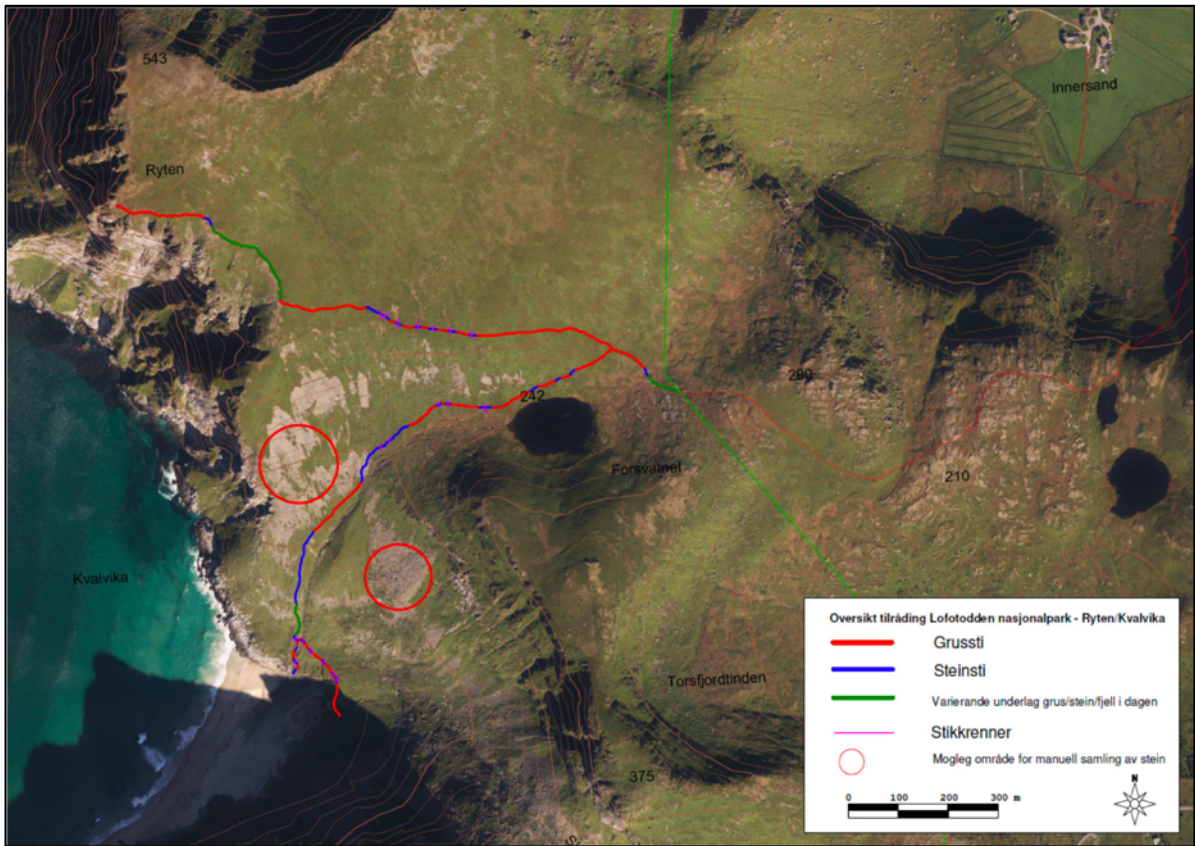 543
Innersand
Ryten
290
242
Forsvatnet
210
Kvalvika
Torsfjordtinden
375
Oversikt tilråding Lofotodden nasjonalpark - Ryten/Kvalvika
Grussti
Steinsti
Varierande underlag grus/stein/fjell i dagen
Stikkrenner
Mogleg område for manuell samling av stein
N
0 100 200 300 m